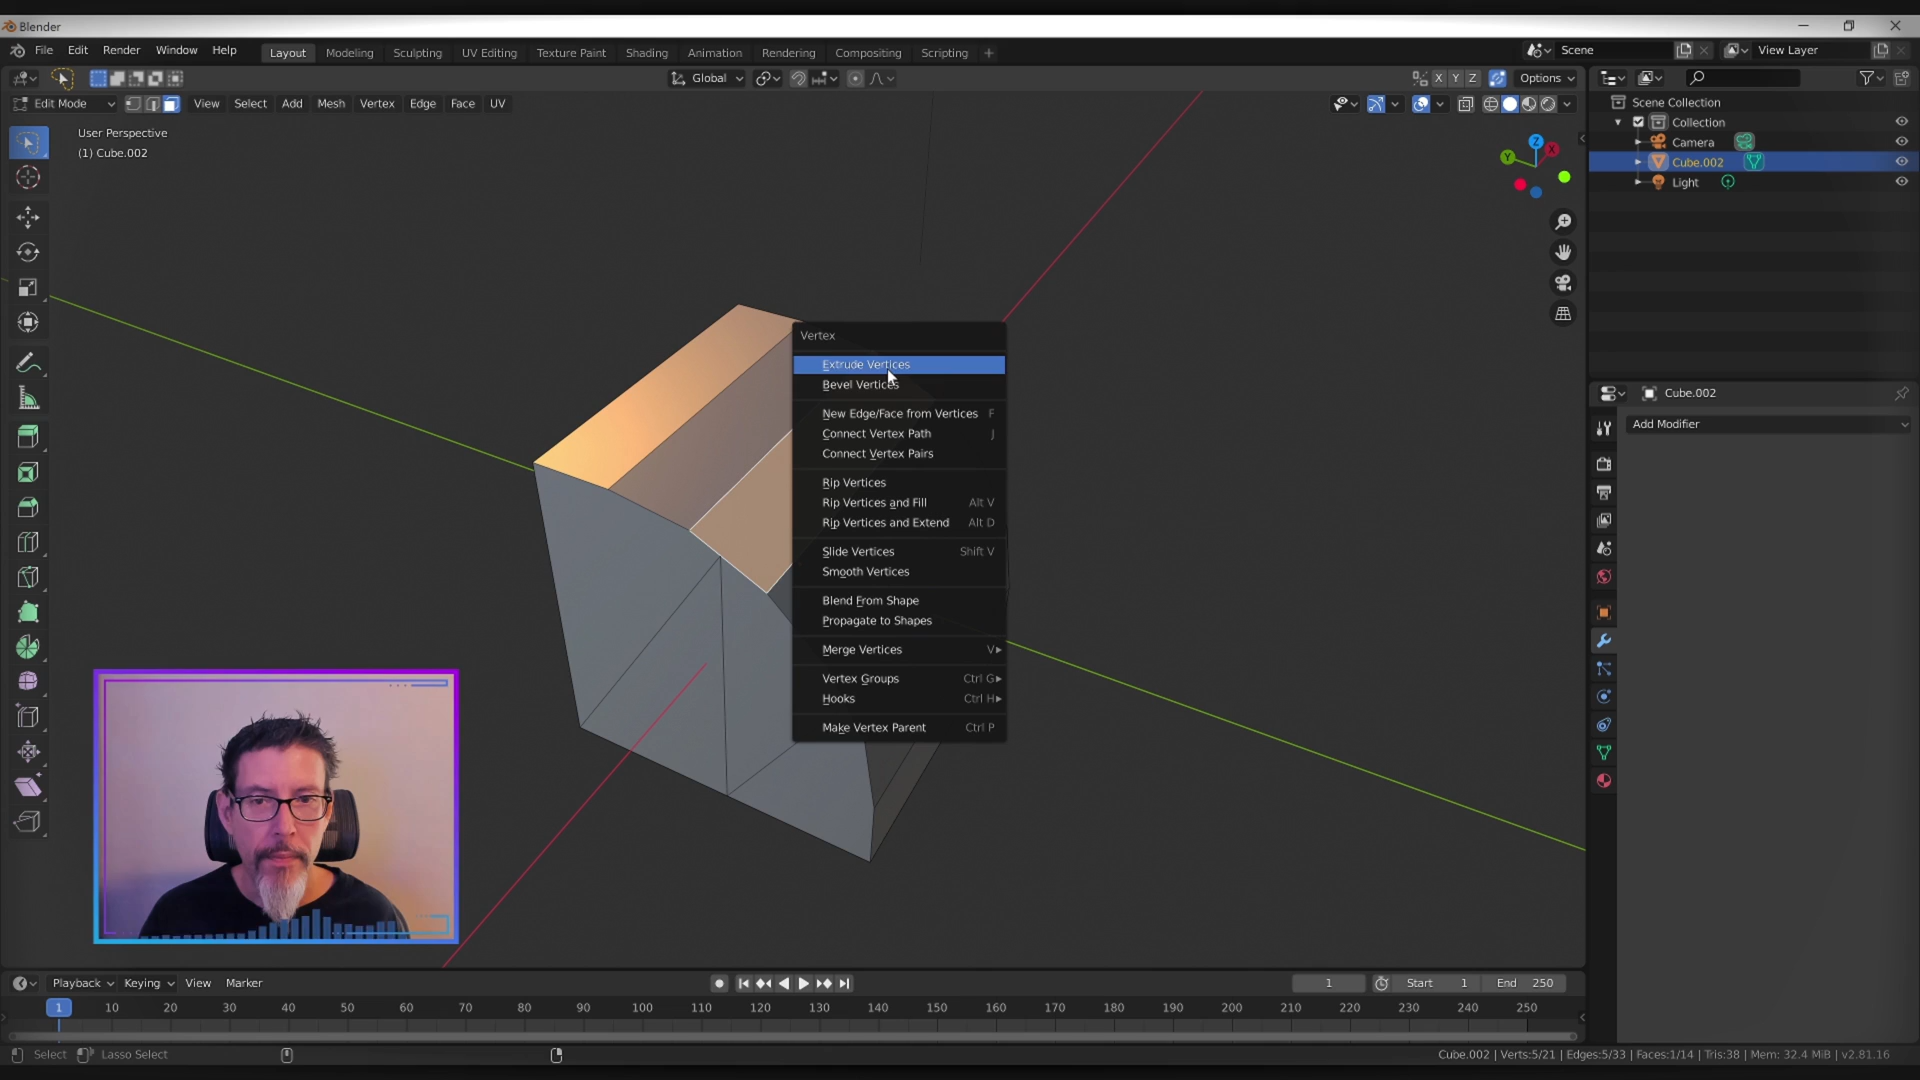 Blender
File Edit Render Window Help
Layout Modeling Sculpting UV Editing Texture Paint Shading Animation Rendering Compositing Scripting +
Scene
View Layer
Global
X Y Z
Options
Edit Mode View Select Add Mesh Vertex Edge Face UV
User Perspective
(1) Cube.002
Z
X
Y
Scene Collection
Collection
Camera
Cube.002
Light
Cube.002
Add Modifier
Vertex
Extrude Vertices
Bevel Vertices
New Edge/Face from Vertices F
Connect Vertex Path J
Connect Vertex Pairs
Rip Vertices
Rip Vertices and Fill Alt V
Rip Vertices and Extend Alt D
Slide Vertices Shift V
Smooth Vertices
Blend From Shape
Propagate to Shapes
Merge Vertices V
Vertex Groups Ctrl G
Hooks Ctrl H
Make Vertex Parent Ctrl P
Playback Keying View Marker
1
Start 1
End 250
1 10 20 30 40 50 60 70 80 90 100 110 120 130 140 150 160 170 180 190 200 210 220 230 240 250
Select
Lasso Select
Cube.002 | Verts:5/21 | Edges:5/33 | Faces:1/14 | Tris:38 | Mem: 32.4 MiB | v2.81.16